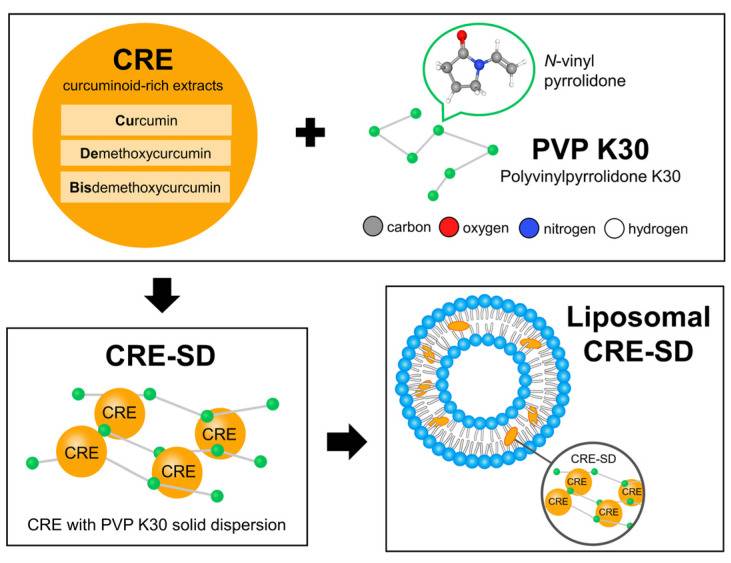 CRE
curcuminoid-rich extracts
Curcumin
Demethoxycurcumin
Bisdemethoxycurcumin
N-vinyl
pyrrolidone
PVP K30
Polyvinylpyrrolidone K30
carbon oxygen nitrogen hydrogen
CRE-SD
CRE
CRE
CRE
CRE
CRE with PVP K30 solid dispersion
Liposomal
CRE-SD
CRE-SD
CRE
CRE
CRE
CRE